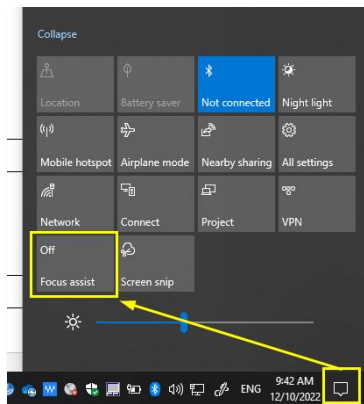 Collapse
Location
Battery saver
Not connected
Night light
Mobile hotspot
Airplane mode
Nearby sharing
All settings
Network
Connect
Project
VPN
Off
Focus assist
Screen snip
ENG
9:42 AM
12/10/2022